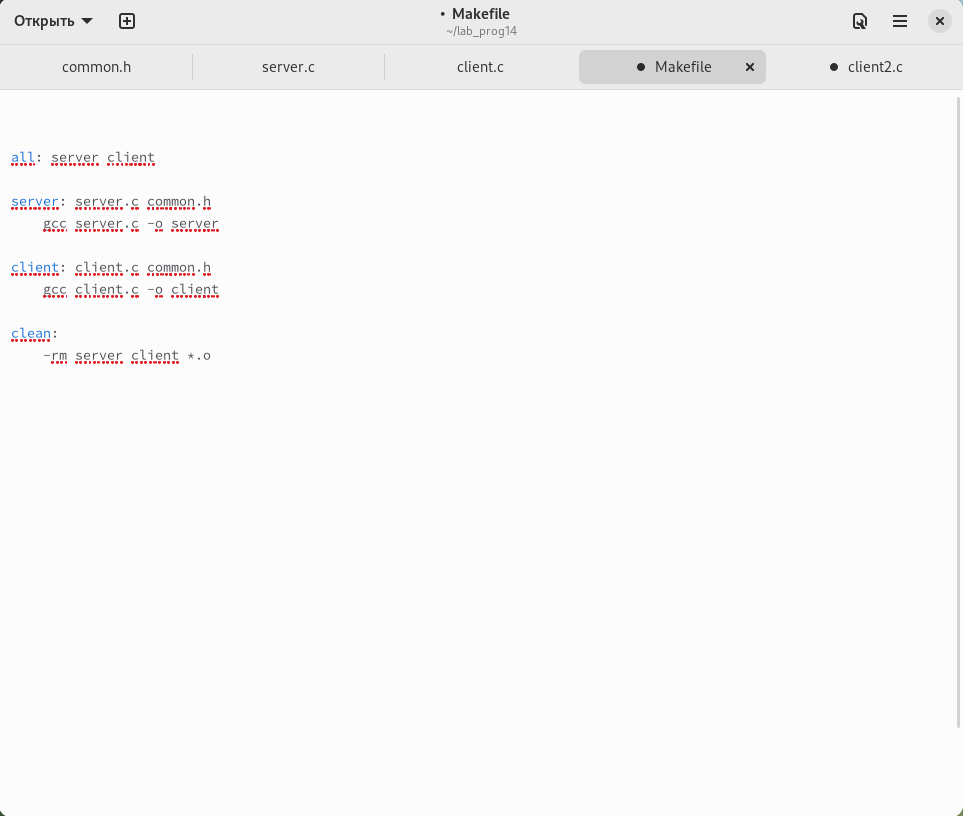 Открыть
• Makefile
~/lab_prog14
common.h
server.c
client.c
Makefile
client2.c
all: server client
server: server.c common.h
gcc server.c -o server
client: client.c common.h
gcc client.c -o client
clean:
-rm server client *.o